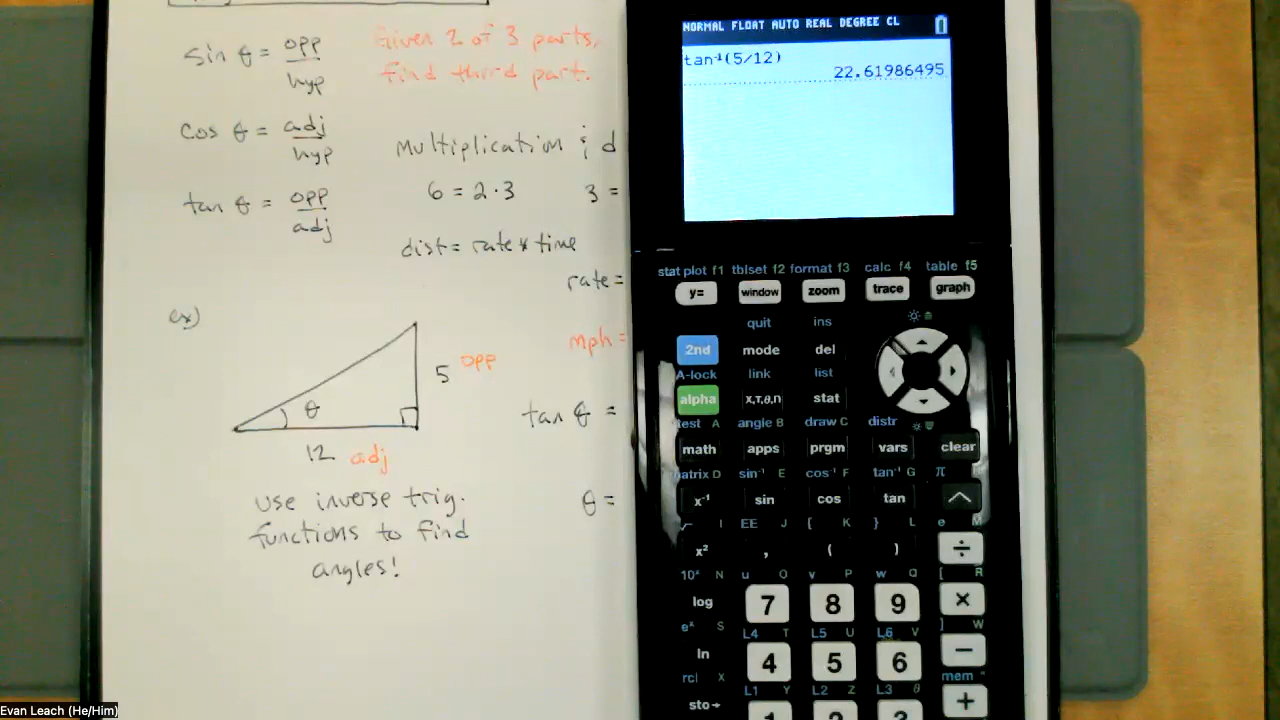 sin θ = opp/hyp
Given 2 of 3 parts,
find third part.
cos θ = adj/hyp
multiplication & d
6 = 2·3 3 =
tan θ = opp/adj
dist = rate * time
rate =
ex)
mph =
5 opp
θ
tan θ =
12 adj
use inverse trig.
functions to find
angles!
θ =
NORMAL FLOAT AUTO REAL DEGREE CL
tan⁻¹(5/12)
22.61986495
stat plot f1 tblset f2 format f3 calc f4 table f5
y= window zoom trace graph
quit ins
2nd mode del
A-lock link list
alpha X,T,θ,n stat
test A angle B draw C distr
math apps prgm vars clear
matrix D sin⁻¹ E cos⁻¹ F tan⁻¹ G π
x⁻¹ sin cos tan ^
√ I EE J { K } L e M
x² , ( ) ÷
10ˣ N u O v P w Q [ R
log 7 8 9 ×
eˣ S L4 T L5 U L6 V ] W
ln 4 5 6 −
rcl X L1 Y L2 Z L3 θ mem "
sto→ 1 2 3 +
Evan Leach (He/Him)